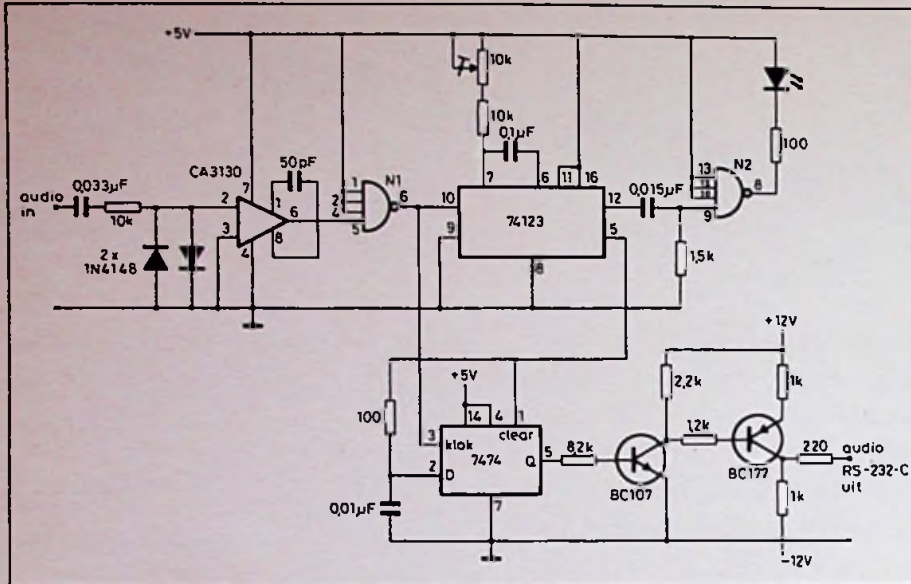 +5V
10k
10k
0,1µF
100
CA3130
50pF
N1
N2
0,033µF
audio
in
10k
2x
1N4148
2
3
7
1
6
8
4
1
2
4
5
6
7
6
11
16
10
9
74123
12
5
8
0,015µF
13
9
8
1,5k
+12V
+5V
100
14
4
1
3
klok
clear
7474
2
D
Q
5
7
0,01µF
8,2k
2,2k
1,2k
1k
BC107
BC177
220
audio
RS-232-C
uit
1k
-12V